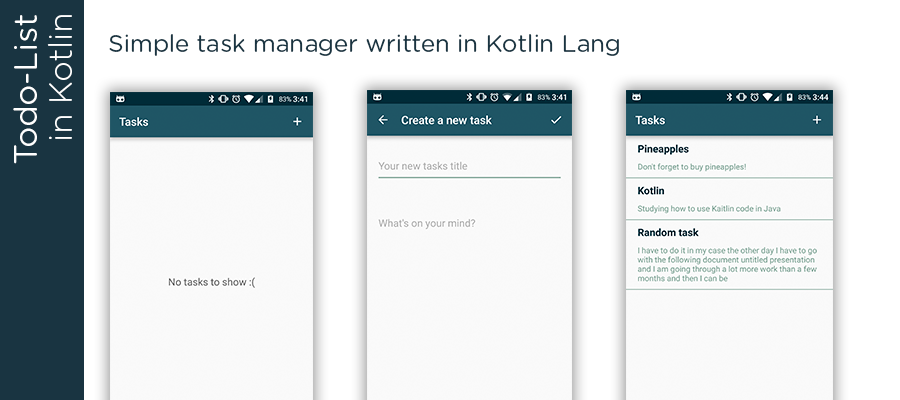 Todo-List
in Kotlin
Simple task manager written in Kotlin Lang
83% 3:41
Tasks
+
No tasks to show :(
83% 3:41
Create a new task
Your new tasks title
What's on your mind?
83% 3:44
Tasks
+
Pineapples
Don't forget to buy pineapples!
Kotlin
Studying how to use Kaitlin code in Java
Random task
I have to do it in my case the other day I have to go
with the following document untitled presentation
and I am going through a lot more work than a few
months and then I can be